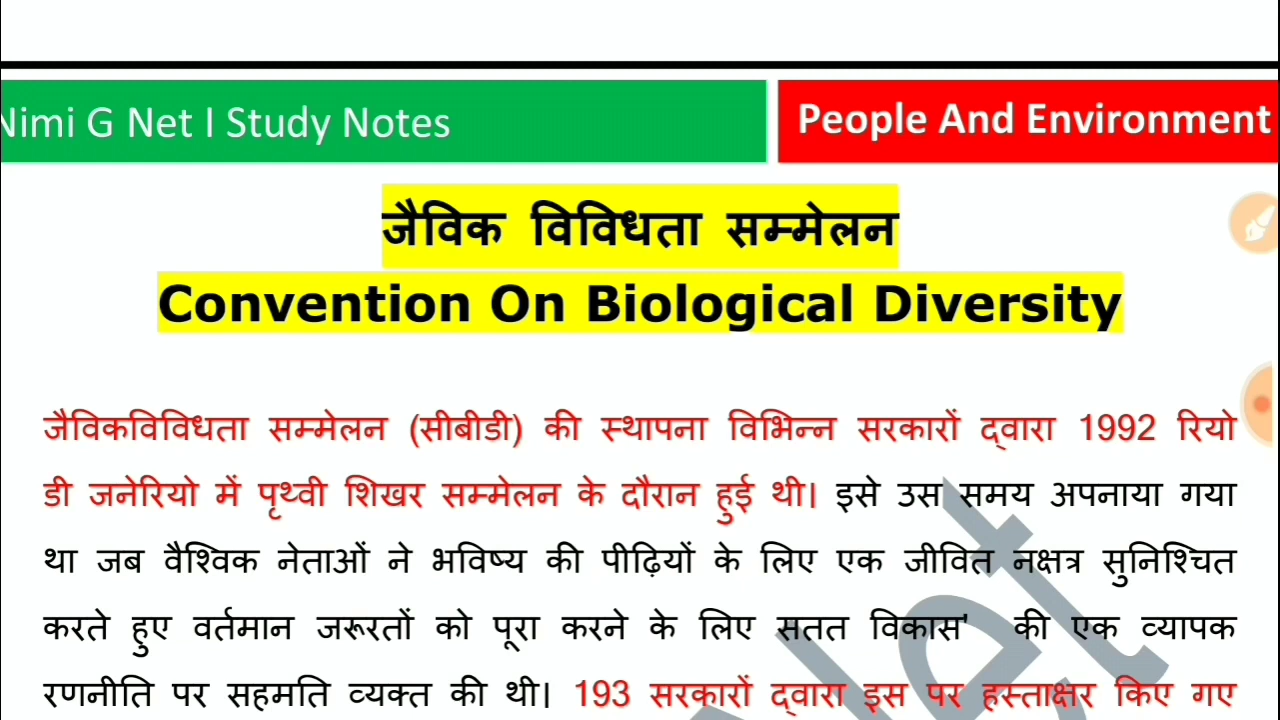 Nimi G Net I Study Notes
People And Environment
जैविक विविधता सम्मेलन
Convention On Biological Diversity
जैविकविविधता सम्मेलन (सीबीडी) की स्थापना विभिन्न सरकारों द्वारा 1992 रियो
डी जनेरियो में पृथ्वी शिखर सम्मेलन के दौरान हुई थी। इसे उस समय अपनाया गया
था जब वैश्विक नेताओं ने भविष्य की पीढ़ियों के लिए एक जीवित नक्षत्र सुनिश्चित
करते हुए वर्तमान जरूरतों को पूरा करने के लिए सतत विकास' की एक व्यापक
रणनीति पर सहमति व्यक्त की थी। 193 सरकारों द्वारा इस पर हस्ताक्षर किए गए
Net